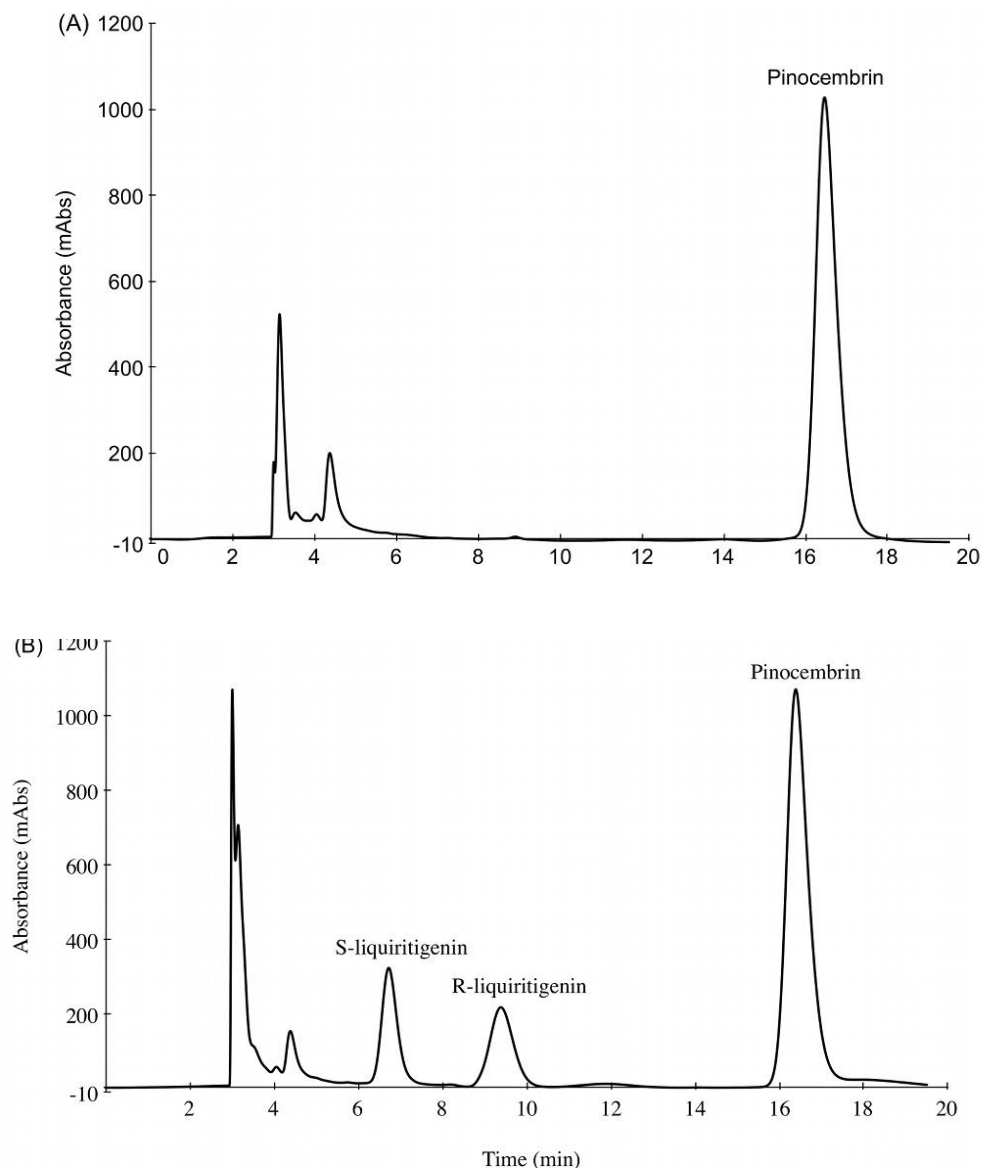 (A)
1200
Pinocembrin
1000
800
Absorbance (mAbs)
600
400
200
-10
0 2 4 6 8 10 12 14 16 18 20
(B)
1200
Pinocembrin
1000
800
Absorbance (mAbs)
600
400
S-liquiritigenin
R-liquiritigenin
200
-10
2 4 6 8 10 12 14 16 18 20
Time (min)